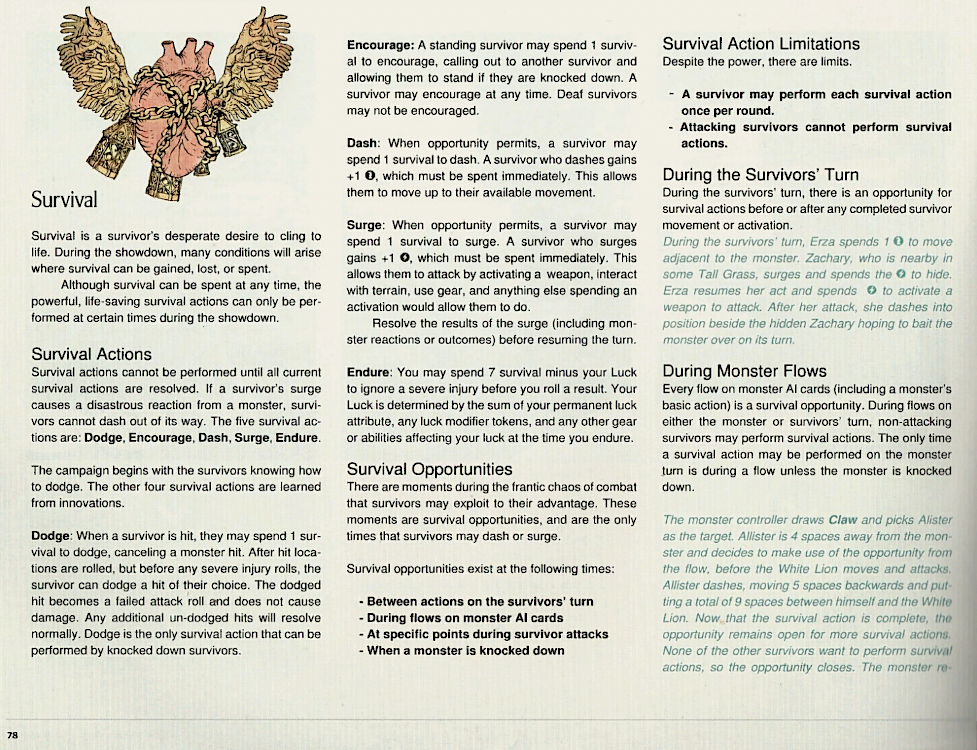 Survival
Survival is a survivor's desperate desire to cling to
life. During the showdown, many conditions will arise
where survival can be gained, lost, or spent.
Although survival can be spent at any time, the
powerful, life-saving survival actions can only be per-
formed at certain times during the showdown.
Survival Actions
Survival actions cannot be performed until all current
survival actions are resolved. If a survivor's surge
causes a disastrous reaction from a monster, survi-
vors cannot dash out of its way. The five survival ac-
tions are: Dodge, Encourage, Dash, Surge, Endure.
The campaign begins with the survivors knowing how
to dodge. The other four survival actions are learned
from innovations.
Dodge: When a survivor is hit, they may spend 1 sur-
vival to dodge, canceling a monster hit. After hit loca-
tions are rolled, but before any severe injury rolls, the
survivor can dodge a hit of their choice. The dodged
hit becomes a failed attack roll and does not cause
damage. Any additional un-dodged hits will resolve
normally. Dodge is the only survival action that can be
performed by knocked down survivors.
Encourage: A standing survivor may spend 1 surviv-
al to encourage, calling out to another survivor and
allowing them to stand if they are knocked down. A
survivor may encourage at any time. Deaf survivors
may not be encouraged.
Dash: When opportunity permits, a survivor may
spend 1 survival to dash. A survivor who dashes gains
+1 , which must be spent immediately. This allows
them to move up to their available movement.
Surge: When opportunity permits, a survivor may
spend 1 survival to surge. A survivor who surges
gains +1 , which must be spent immediately. This
allows them to attack by activating a weapon, interact
with terrain, use gear, and anything else spending an
activation would allow them to do.
Resolve the results of the surge (including mon-
ster reactions or outcomes) before resuming the turn.
Endure: You may spend 7 survival minus your Luck
to ignore a severe injury before you roll a result. Your
Luck is determined by the sum of your permanent luck
attribute, any luck modifier tokens, and any other gear
or abilities affecting your luck at the time you endure.
Survival Opportunities
There are moments during the frantic chaos of combat
that survivors may exploit to their advantage. These
moments are survival opportunities, and are the only
times that survivors may dash or surge.
Survival opportunities exist at the following times:
- Between actions on the survivors' turn
- During flows on monster AI cards
- At specific points during survivor attacks
- When a monster is knocked down
Survival Action Limitations
Despite the power, there are limits.
- A survivor may perform each survival action
once per round.
- Attacking survivors cannot perform survival
actions.
During the Survivors' Turn
During the survivors' turn, there is an opportunity for
survival actions before or after any completed survivor
movement or activation.
During the survivors' turn, Erza spends 1 to move
adjacent to the monster. Zachary, who is nearby in
some Tall Grass, surges and spends the to hide.
Erza resumes her act and spends to activate a
weapon to attack. After her attack, she dashes into
position beside the hidden Zachary hoping to bait the
monster over on its turn.
During Monster Flows
Every flow on monster AI cards (including a monster's
basic action) is a survival opportunity. During flows on
either the monster or survivors' turn, non-attacking
survivors may perform survival actions. The only time
a survival action may be performed on the monster
turn is during a flow unless the monster is knocked
down.
The monster controller draws Claw and picks Alister
as the target. Allister is 4 spaces away from the mon-
ster and decides to make use of the opportunity from
the flow, before the White Lion moves and attacks.
Allister dashes, moving 5 spaces backwards and put-
ting a total of 9 spaces between himself and the White
Lion. Now that the survival action is complete, the
opportunity remains open for more survival actions.
None of the other survivors want to perform survival
actions, so the opportunity closes. The monster re-
78